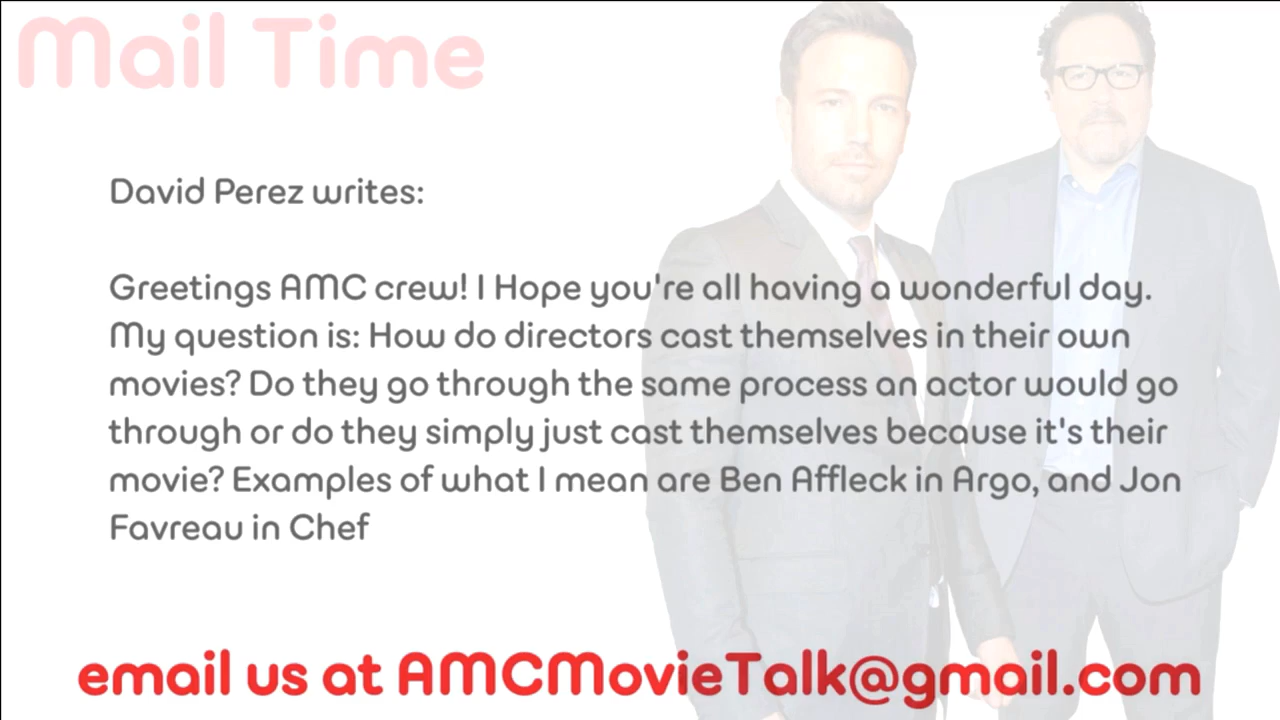 Mail Time
David Perez writes:
Greetings AMC crew! I Hope you're all having a wonderful day.
My question is: How do directors cast themselves in their own
movies? Do they go through the same process an actor would go
through or do they simply just cast themselves because it's their
movie? Examples of what I mean are Ben Affleck in Argo, and Jon
Favreau in Chef
email us at AMCMovieTalk@gmail.com